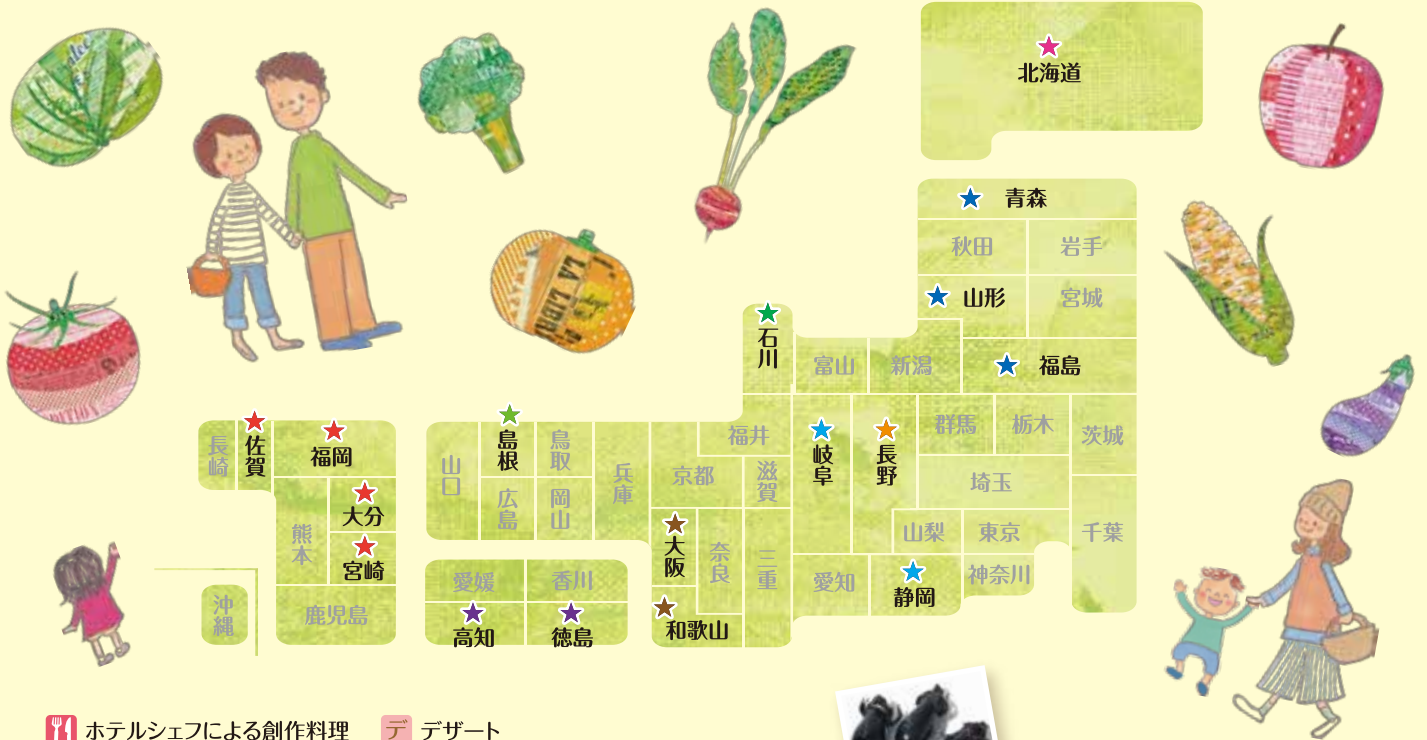 北海道
青森
秋田
岩手
山形
宮城
石川
富山
新潟
福島
長崎
佐賀
福岡
山口
島根
鳥取
兵庫
福井
京都
滋賀
岐阜
長野
群馬
栃木
茨城
大分
広島
岡山
埼玉
熊本
宮崎
大阪
奈良
三重
山梨
東京
千葉
愛媛
香川
愛知
静岡
神奈川
沖縄
鹿児島
高知
徳島
和歌山
LA LIBR
ホテルシェフによる創作料理
デ デザート